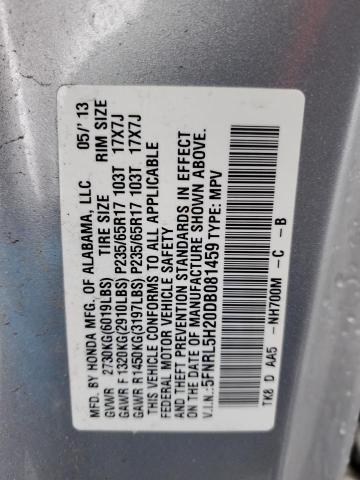 MFD. BY HONDA MFG. OF ALABAMA, LLC 05/'13
GVWR 2730KG(6019LBS) TIRE SIZE RIM SIZE
GAWR F 1320KG(2910LBS) P235/65R17 103T 17X7J
GAWR R 1450KG(3197LBS) P235/65R17 103T 17X7J
THIS VEHICLE CONFORMS TO ALL APPLICABLE
FEDERAL MOTOR VEHICLE SAFETY
AND THEFT PREVENTION STANDARDS IN EFFECT
ON THE DATE OF MANUFACTURE SHOWN ABOVE.
V.I.N.:5FNRL5H20DB081459 TYPE: MPV
TK8 D AA5- NH700M -C -B